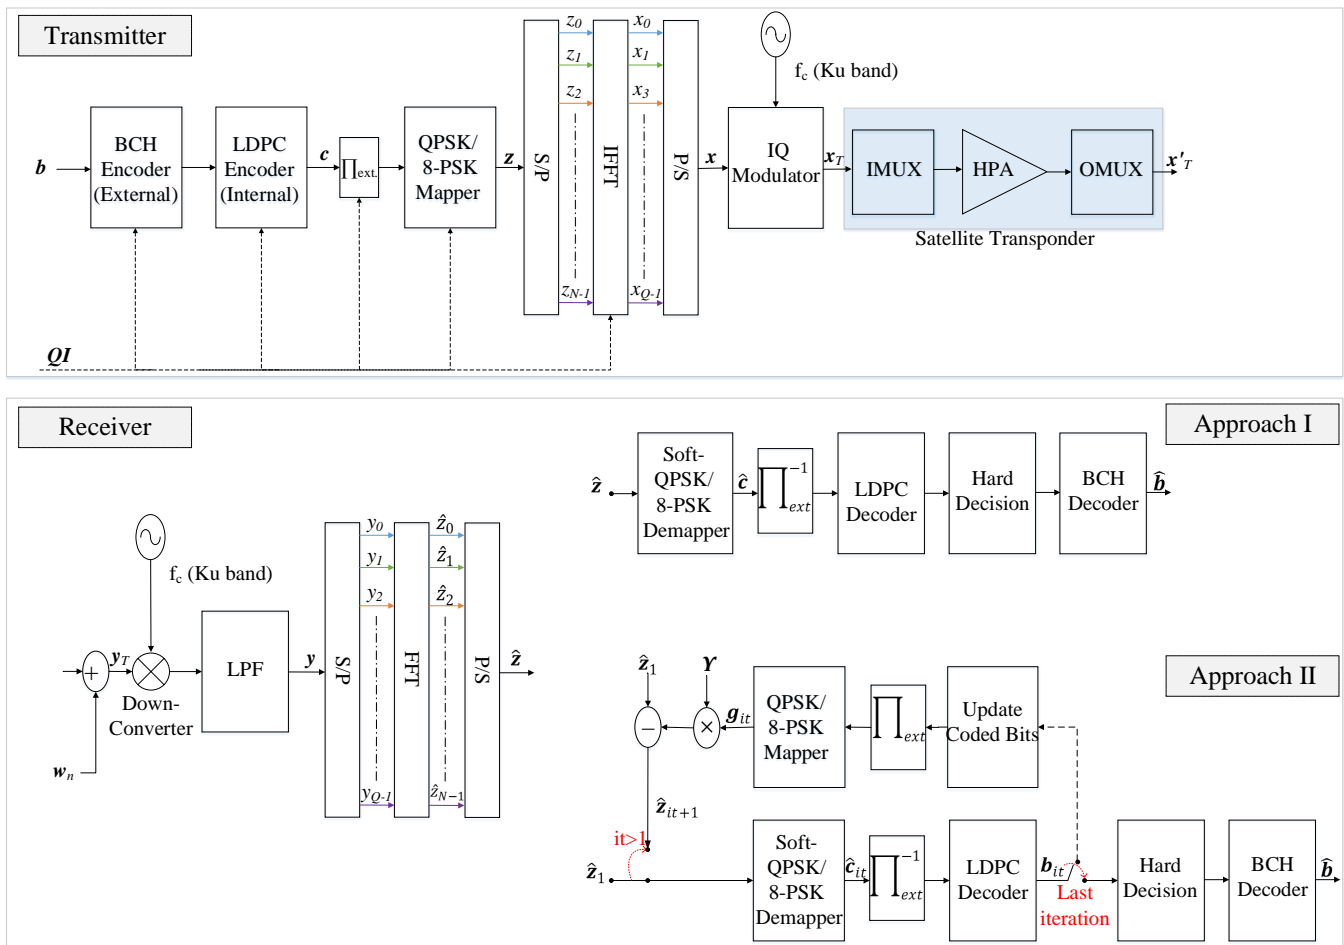 Transmitter
b
BCH
Encoder
(External)
LDPC
Encoder
(Internal)
c
∏ext.
QPSK/
8-PSK
Mapper
z
S/P
z0
z1
z2
zN-1
IFFT
x0
x1
x3
xQ-1
P/S
x
fc (Ku band)
IQ
Modulator
xT
IMUX
HPA
OMUX
x'T
Satellite Transponder
QI
Receiver
wn
+
yT
fc (Ku band)
Down-
Converter
LPF
y
S/P
y0
y1
y2
yQ-1
FFT
ẑ0
ẑ1
ẑ2
ẑN−1
P/S
ẑ
Approach I
ẑ
Soft-
QPSK/
8-PSK
Demapper
ĉ
∏ext−1
LDPC
Decoder
Hard
Decision
BCH
Decoder
b̂
Approach II
ẑ1
ϒ
−
×
git
QPSK/
8-PSK
Mapper
∏ext
Update
Coded Bits
ẑit+1
it>1
ẑ1
Soft-
QPSK/
8-PSK
Demapper
ĉit
∏ext−1
LDPC
Decoder
bit
Last
iteration
Hard
Decision
BCH
Decoder
b̂